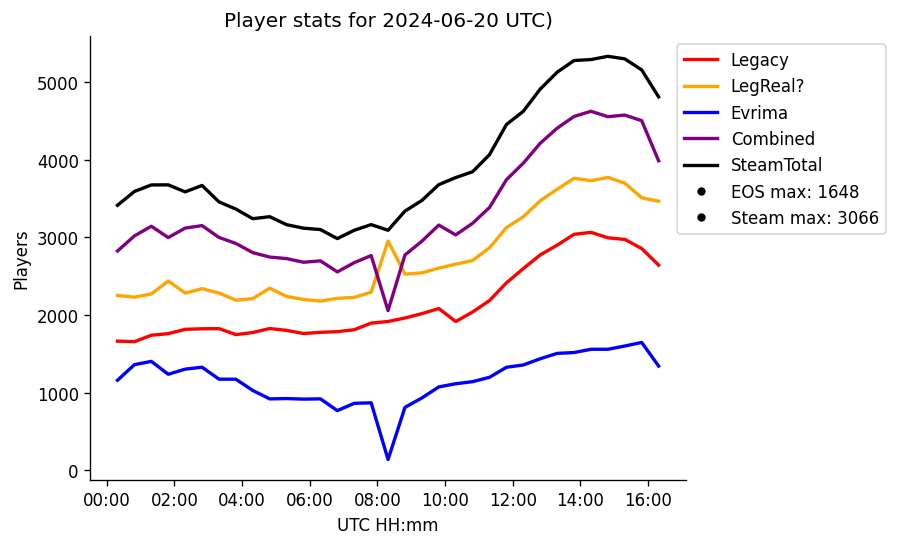 Player stats for 2024-06-20 UTC)
Legacy
LegReal?
Evrima
Combined
SteamTotal
EOS max: 1648
Steam max: 3066
Players
5000
4000
3000
2000
1000
0
00:00 02:00 04:00 06:00 08:00 10:00 12:00 14:00 16:00
UTC HH:mm